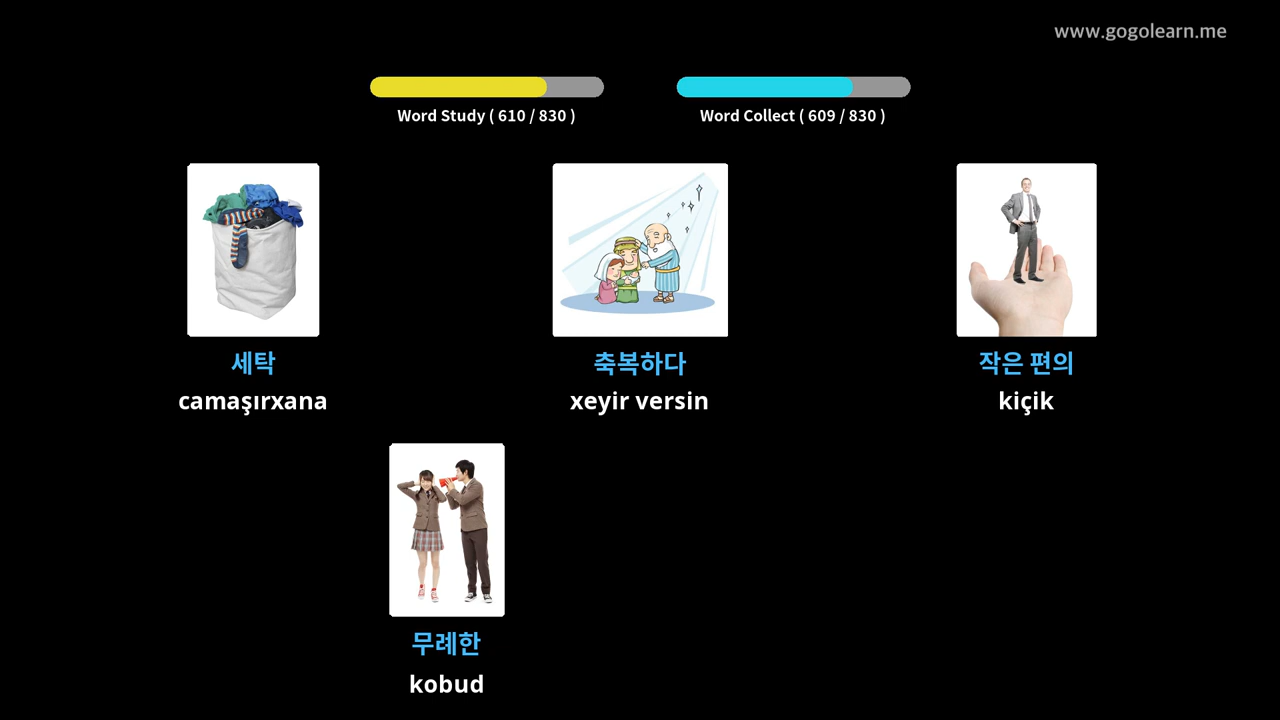 www.gogolearn.me
Word Study ( 610 / 830 )
Word Collect ( 609 / 830 )
세탁
camaşırxana
축복하다
xeyir versin
작은 편의
kiçik
무례한
kobud